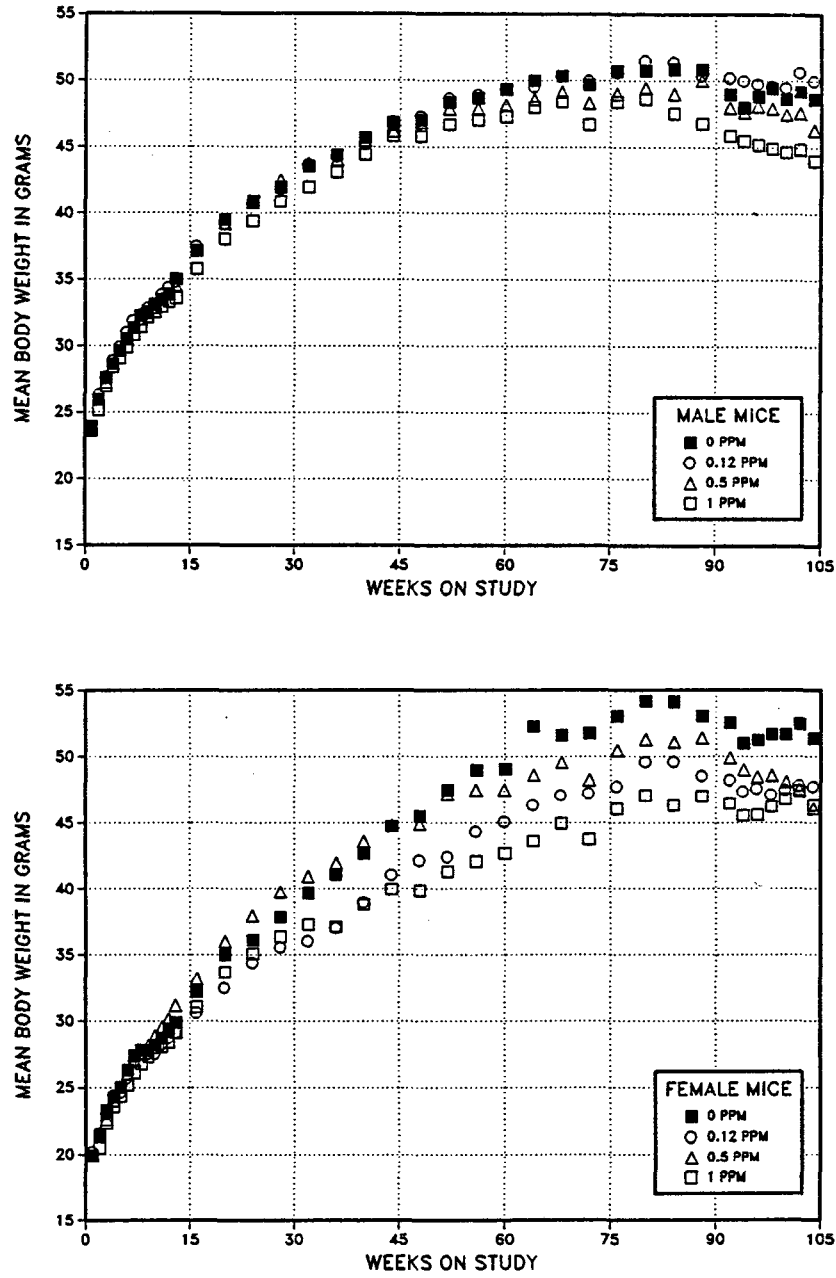 55
50
45
40
35
30
25
20
15
MEAN BODY WEIGHT IN GRAMS
MALE MICE
0 PPM
0.12 PPM
0.5 PPM
1 PPM
0 15 30 45 60 75 90 105
WEEKS ON STUDY
55
50
45
40
35
30
25
20
15
MEAN BODY WEIGHT IN GRAMS
FEMALE MICE
0 PPM
0.12 PPM
0.5 PPM
1 PPM
0 15 30 45 60 75 90 105
WEEKS ON STUDY